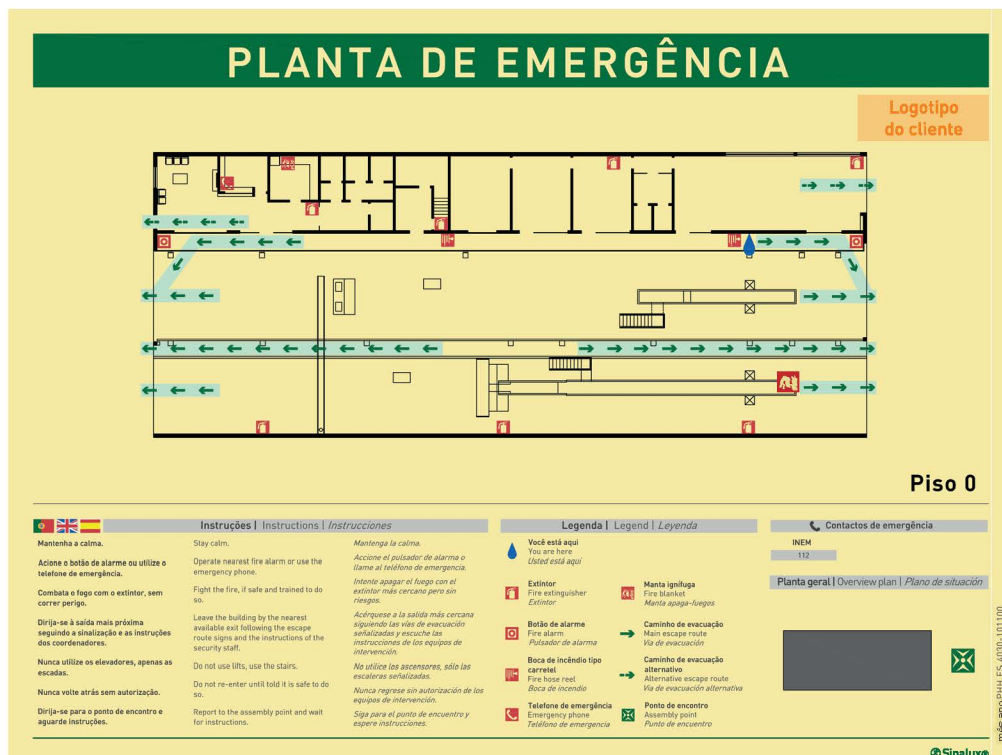 PLANTA DE EMERGÊNCIA
Logotipo
do cliente
Piso 0
Instruções | Instructions | Instrucciones
Mantenha a calma.
Acione o botão de alarme ou utilize o
telefone de emergência.
Combata o fogo com o extintor, sem
correr perigo.
Dirija-se à saída mais próxima
seguindo a sinalização e as instruções
dos coordenadores.
Nunca utilize os elevadores, apenas as
escadas.
Nunca volte atrás sem autorização.
Dirija-se para o ponto de encontro e
aguarde instruções.
Stay calm.
Operate nearest fire alarm or use the
emergency phone.
Fight the fire, if safe and trained to do
so.
Leave the building by the nearest
available exit following the escape
route signs and the instructions of the
security staff.
Do not use lifts, use the stairs.
Do not re-enter until told it is safe to do
so.
Report to the assembly point and wait
for instructions.
Mantenga la calma.
Accione el pulsador de alarma o
llame al teléfono de emergencia.
Intente apagar el fuego con el
extintor más cercano pero sin
riesgos.
Acérquese a la salida más cercana
siguiendo las vías de evacuación
señalizadas y escuche las
instrucciones de los equipos de
intervención.
No utilice los ascensores, sólo las
escaleras señalizadas.
Nunca regrese sin autorización de los
equipos de intervención.
Siga para el punto de encuentro y
espere instrucciones.
Legenda | Legend | Leyenda
Você está aqui
You are here
Usted está aquí
Extintor
Fire extinguisher
Extintor
Botão de alarme
Fire alarm
Pulsador de alarma
Boca de incêndio tipo
carretel
Fire hose reel
Boca de incendio
Telefone de emergência
Emergency phone
Teléfono de emergencia
Manta ignífuga
Fire blanket
Manta apaga-fuegos
Caminho de evacuação
Main escape route
Vía de evacuación
Caminho de evacuação
alternativo
Alternative escape route
Vía de evacuación alternativa
Ponto de encontro
Assembly point
Punto de encuentro
Contactos de emergência
INEM
112
Planta geral | Overview plan | Plano de situación
Sinalux®